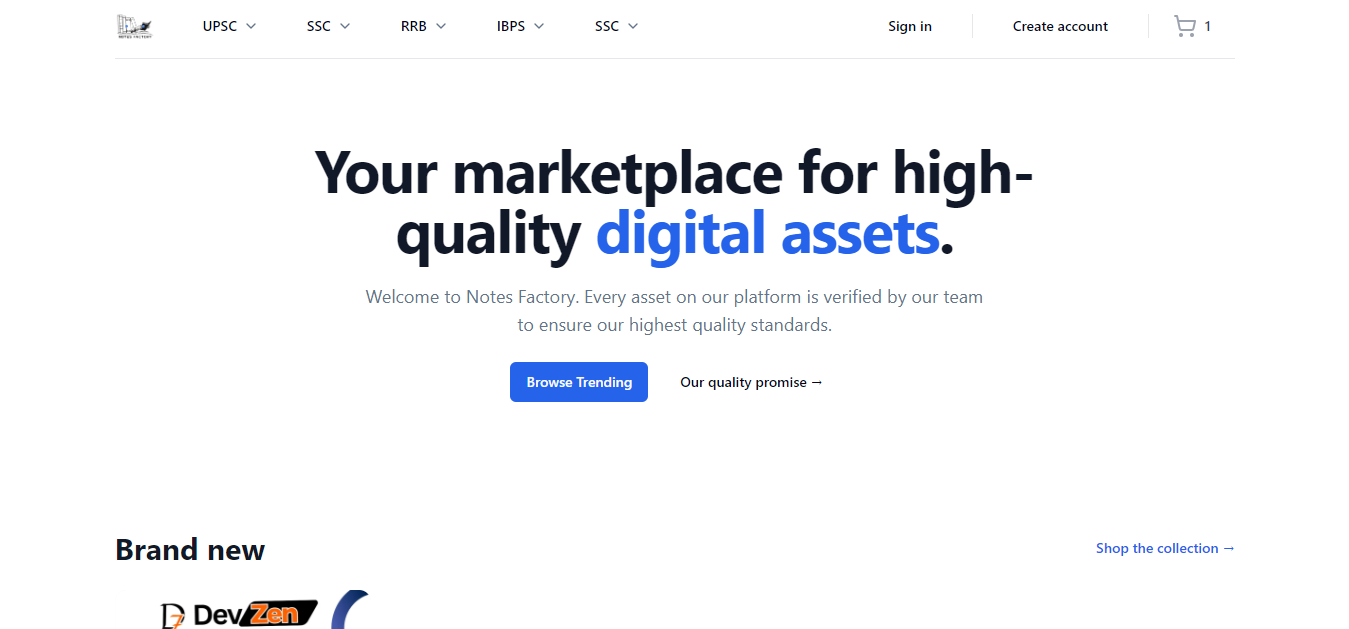 NOTES FACTORY
UPSC SSC RRB IBPS SSC Sign in Create account 1
Your marketplace for high-
quality digital assets.
Welcome to Notes Factory. Every asset on our platform is verified by our team
to ensure our highest quality standards.
Browse Trending Our quality promise →
Brand new Shop the collection →
DevZen